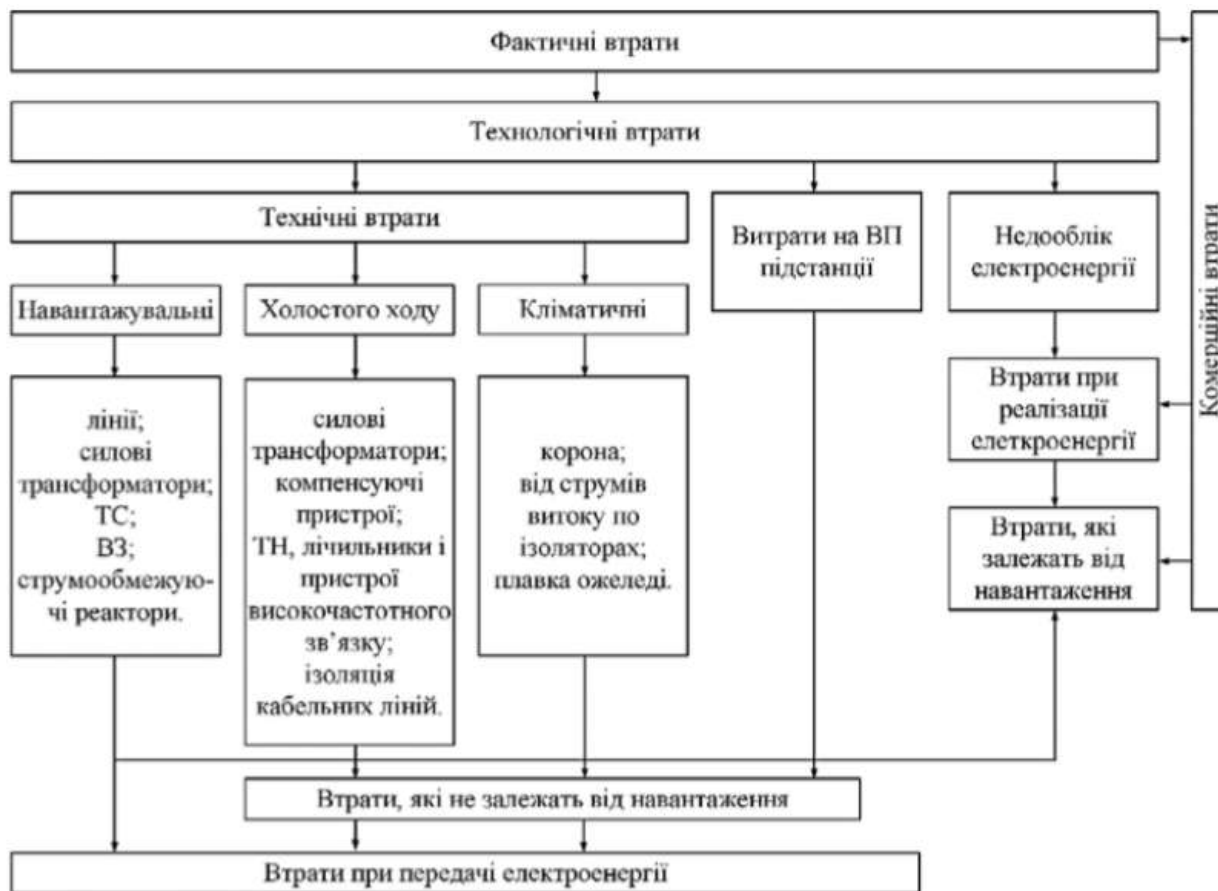 Фактичні втрати
Технологічні втрати
Технічні втрати
Витрати на ВП
підстанції
Недооблік
електроенергії
Комерційні втрати
Навантажувальні
Холостого ходу
Кліматичні
лінії;
силові
трансформатори;
ТС;
ВЗ;
струмообмежую-
чі реактори.
силові
трансформатори;
компенсуючі
пристрої;
ТН, лічильники і
пристрої
високочастотного
зв’язку;
ізоляція
кабельних ліній.
корона;
від струмів
витоку по
ізоляторах;
плавка ожеледі.
Втрати при
реалізації
елеткроенергії
Втрати, які
залежать від
навантаження
Втрати, які не залежать від навантаження
Втрати при передачі електроенергії